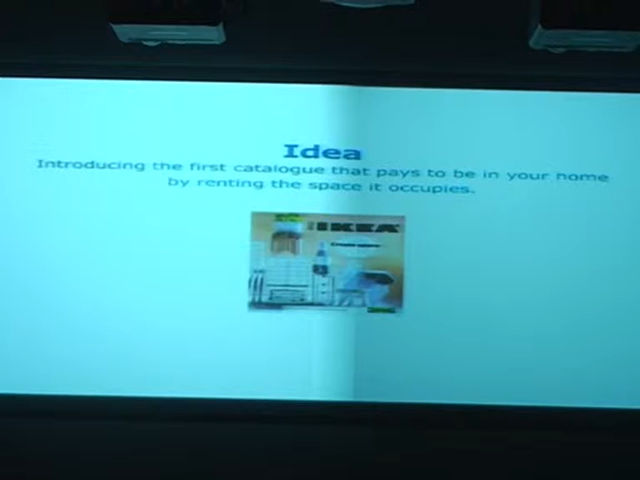 Idea
Introducing the first catalogue that pays to be in your home
by renting the space it occupies.
IKEA